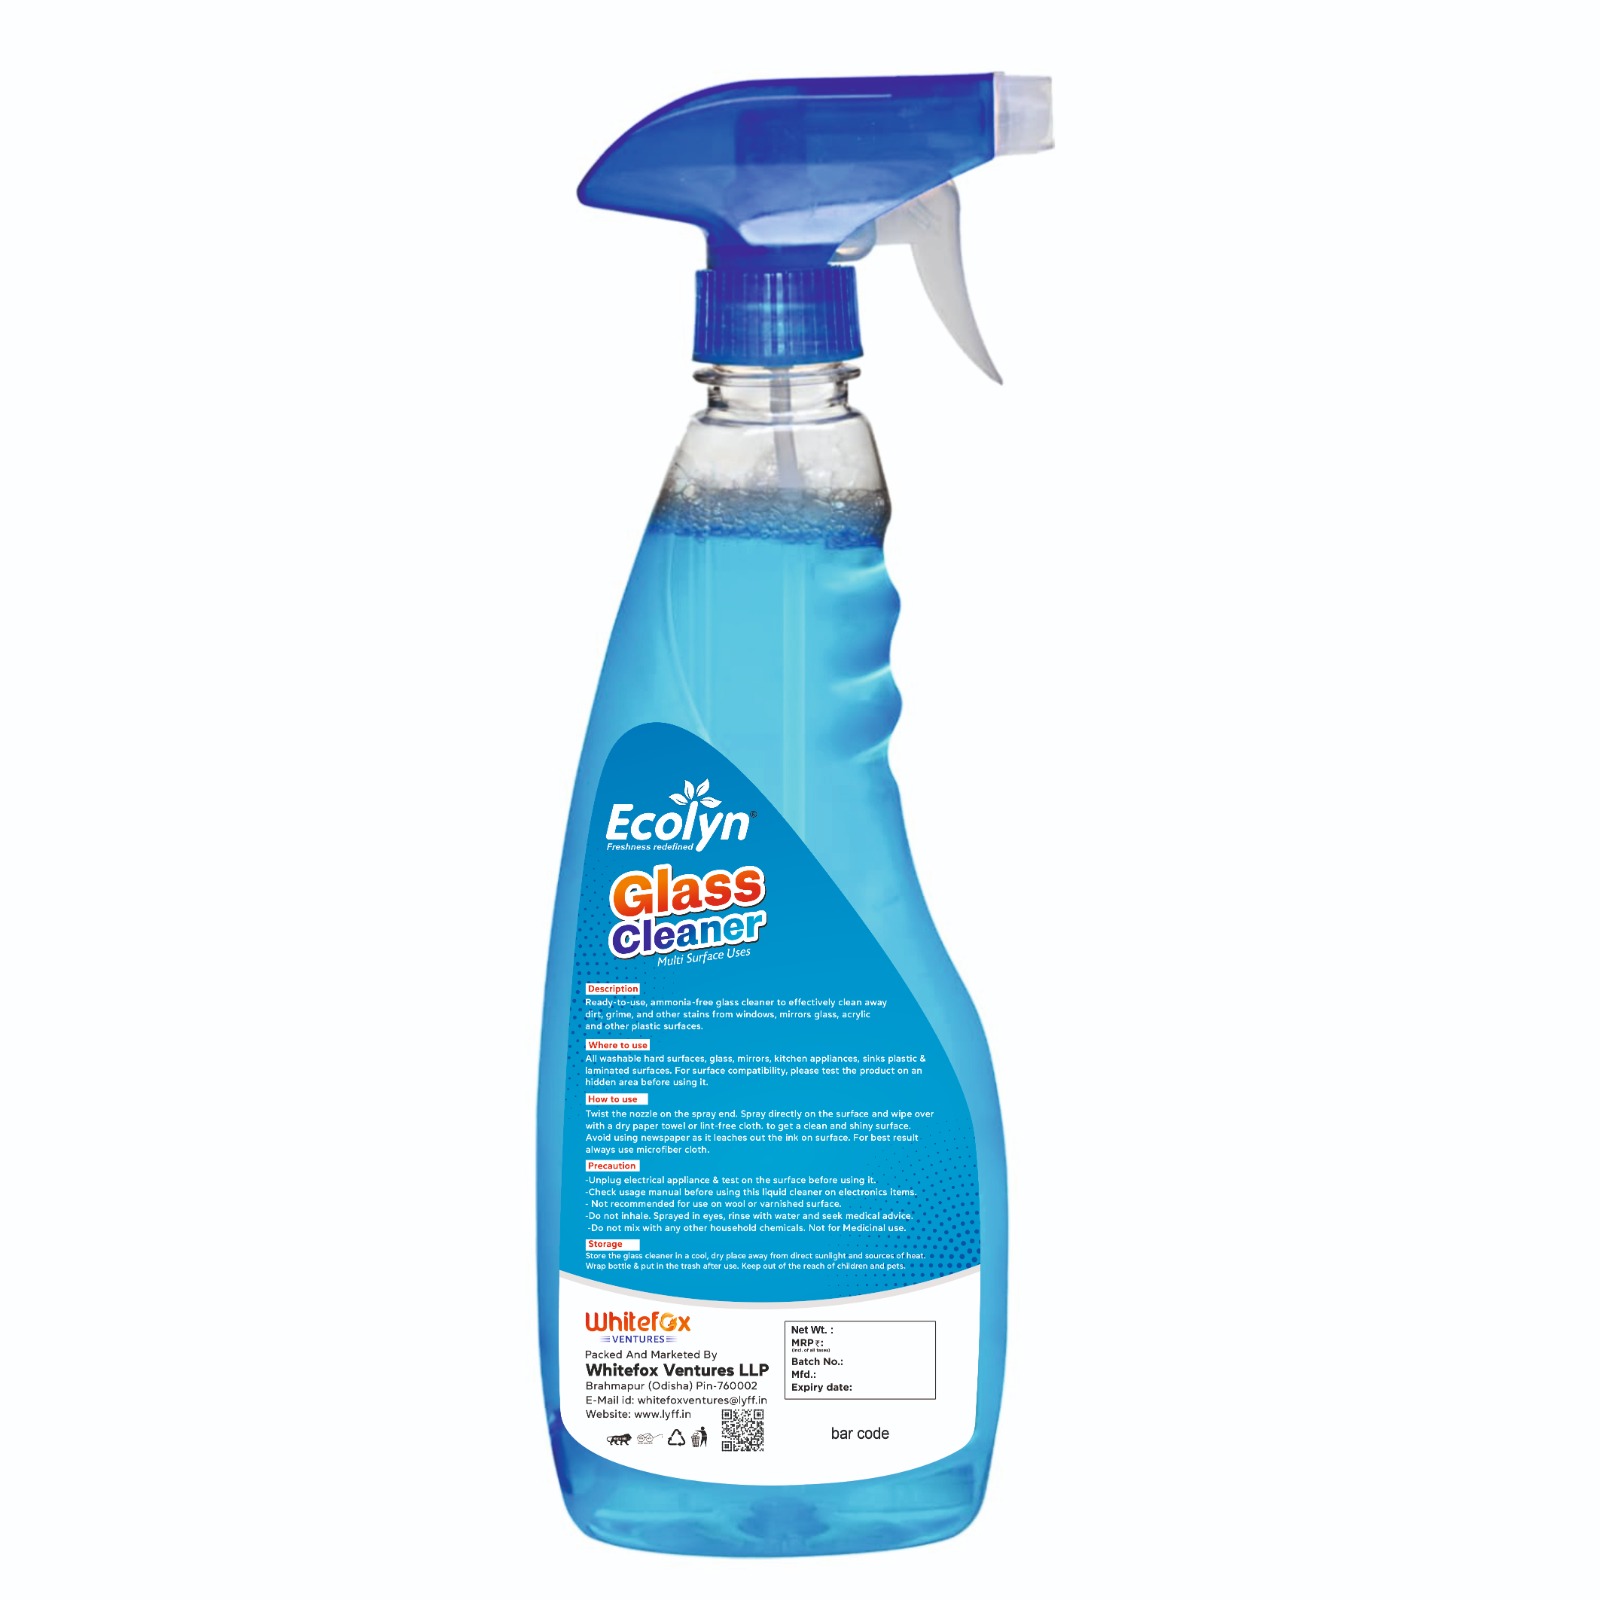 Ecolyn®
Freshness redefined
Glass
Cleaner
Multi Surface Uses
Description
Ready-to-use, ammonia-free glass cleaner to effectively clean away
dirt, grime, and other stains from windows, mirrors glass, acrylic
and other plastic surfaces.
Where to use
All washable hard surfaces, glass, mirrors, kitchen appliances, sinks plastic &
laminated surfaces. For surface compatibility, please test the product on an
hidden area before using it.
How to use
Twist the nozzle on the spray end. Spray directly on the surface and wipe over
with a dry paper towel or lint-free cloth. to get a clean and shiny surface.
Avoid using newspaper as it leaches out the ink on surface. For best result
always use microfiber cloth.
Precaution
-Unplug electrical appliance & test on the surface before using it.
-Check usage manual before using this liquid cleaner on electronics items.
- Not recommended for use on wool or varnished surface.
-Do not inhale. Sprayed in eyes, rinse with water and seek medical advice.
-Do not mix with any other household chemicals. Not for Medicinal use.
Storage
Store the glass cleaner in a cool, dry place away from direct sunlight and sources of heat.
Wrap bottle & put in the trash after use. Keep out of the reach of children and pets.
Whitefox
VENTURES
Packed And Marketed By
Whitefox Ventures LLP
Brahmapur (Odisha) Pin-760002
E-Mail id: whitefoxventures@lyff.in
Website: www.lyff.in
Net Wt. :
MRP ₹:
(incl. of all taxes)
Batch No.:
Mfd.:
Expiry date:
bar code